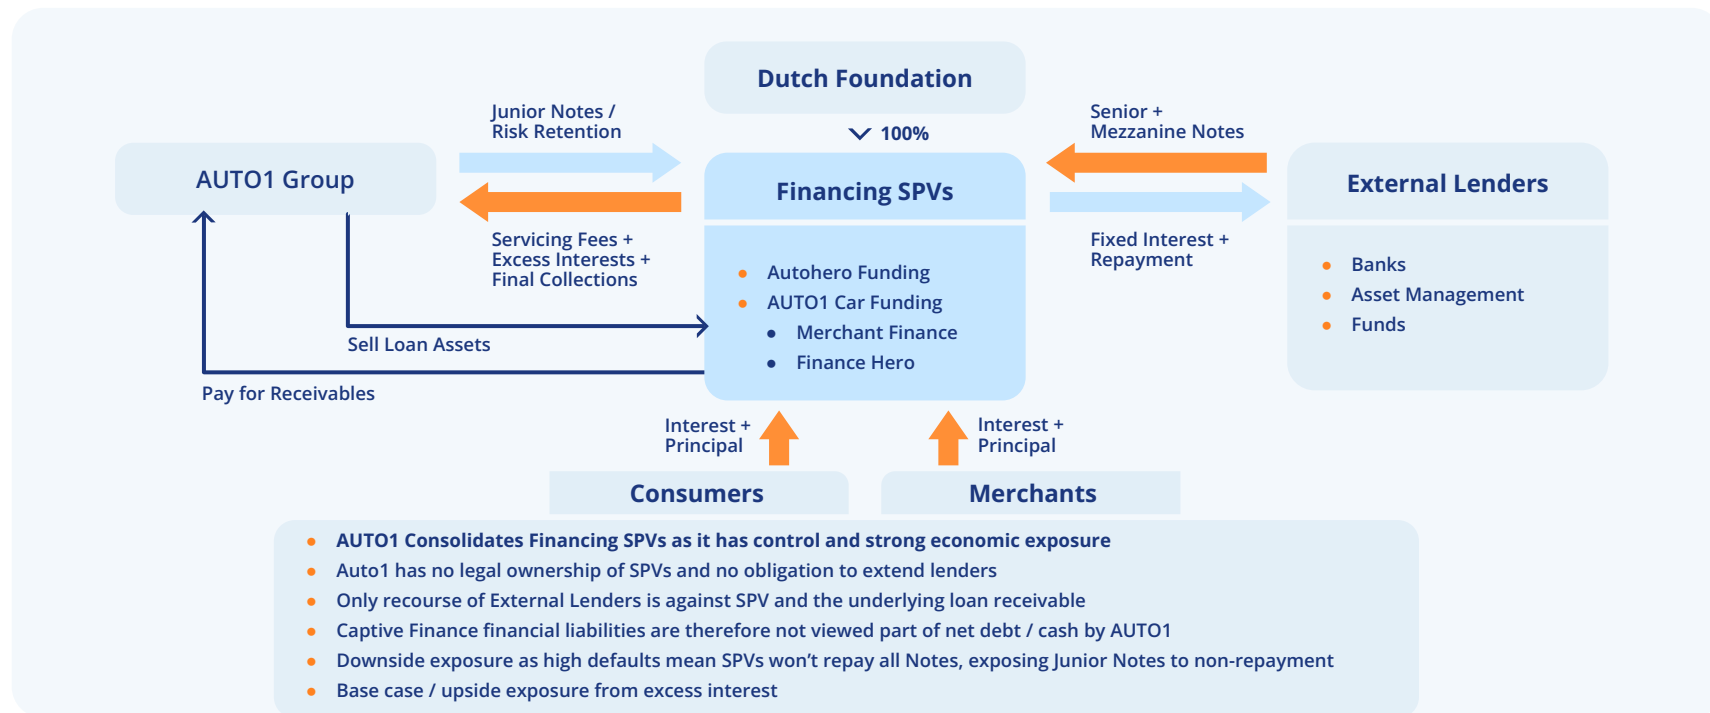 Dutch Foundation
100%
Junior Notes /
Risk Retention
Senior +
Mezzanine Notes
AUTO1 Group
Financing SPVs
External Lenders
Servicing Fees +
Excess Interests +
Final Collections
Fixed Interest +
Repayment
Autohero Funding
AUTO1 Car Funding
Merchant Finance
Finance Hero
Banks
Asset Management
Funds
Sell Loan Assets
Pay for Receivables
Interest +
Principal
Interest +
Principal
Consumers
Merchants
AUTO1 Consolidates Financing SPVs as it has control and strong economic exposure
Auto1 has no legal ownership of SPVs and no obligation to extend lenders
Only recourse of External Lenders is against SPV and the underlying loan receivable
Captive Finance financial liabilities are therefore not viewed part of net debt / cash by AUTO1
Downside exposure as high defaults mean SPVs won’t repay all Notes, exposing Junior Notes to non-repayment
Base case / upside exposure from excess interest